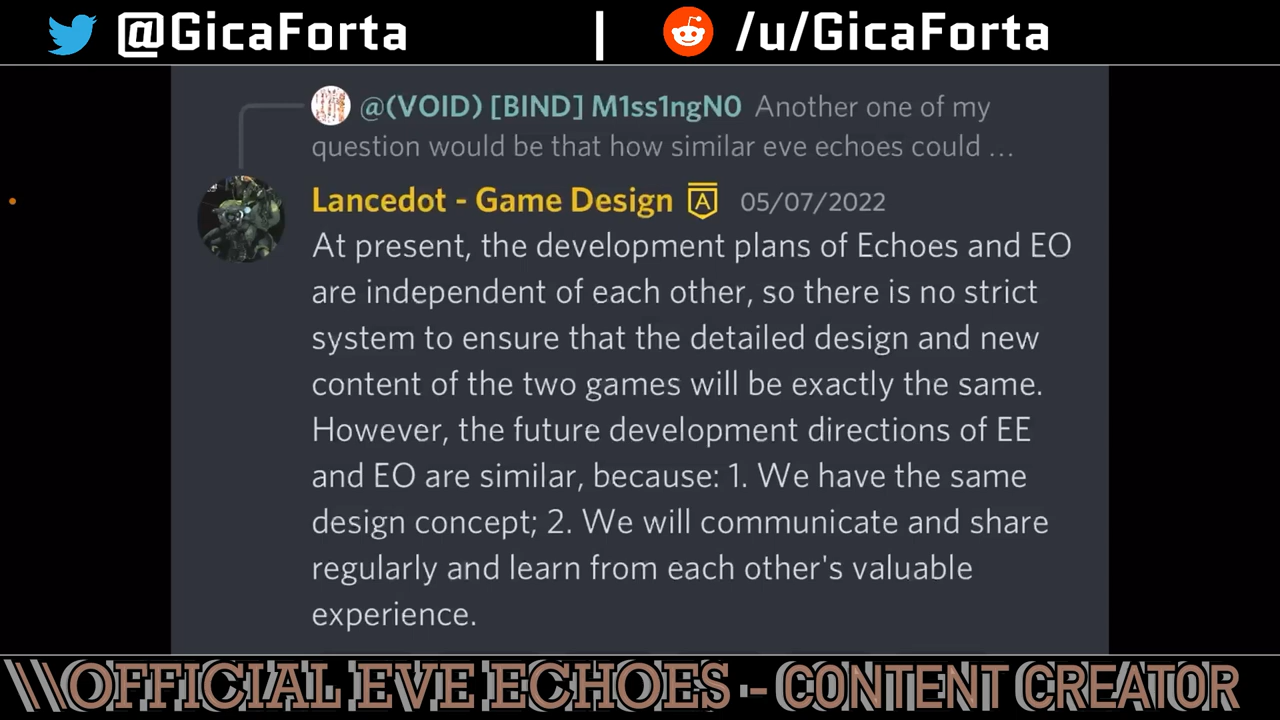 @GicaForta | /u/GicaForta
@(VOID) [BIND] M1ss1ngN0 Another one of my
question would be that how similar eve echoes could ...
Lancedot - Game Design A 05/07/2022
At present, the development plans of Echoes and EO
are independent of each other, so there is no strict
system to ensure that the detailed design and new
content of the two games will be exactly the same.
However, the future development directions of EE
and EO are similar, because: 1. We have the same
design concept; 2. We will communicate and share
regularly and learn from each other's valuable
experience.
\\OFFICIAL EVE ECHOES - CONTENT CREATOR